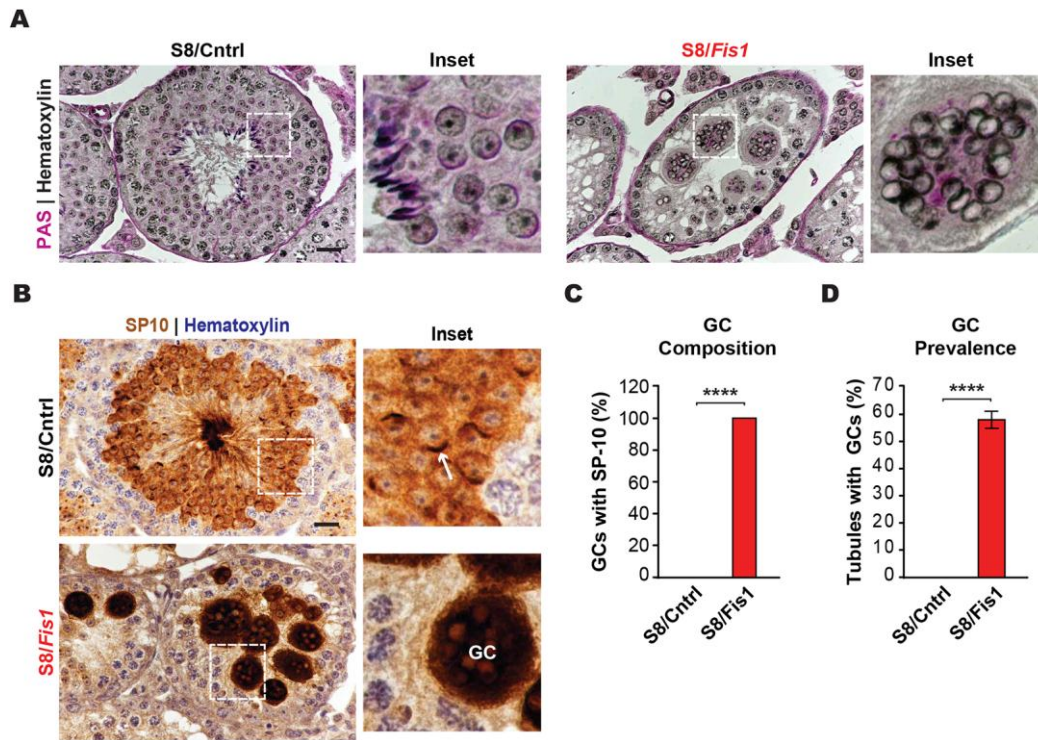 A
S8/Cntrl
Inset
S8/Fis1
Inset
PAS | Hematoxylin
B
SP10 | Hematoxylin
Inset
S8/Cntrl
S8/Fis1
GC
C
GC
Composition
GCs with SP-10 (%)
120
100
80
60
40
20
0
****
S8/Cntrl
S8/Fis1
D
GC
Prevalence
Tubules with GCs (%)
70
60
50
40
30
20
10
0
****
S8/Cntrl
S8/Fis1